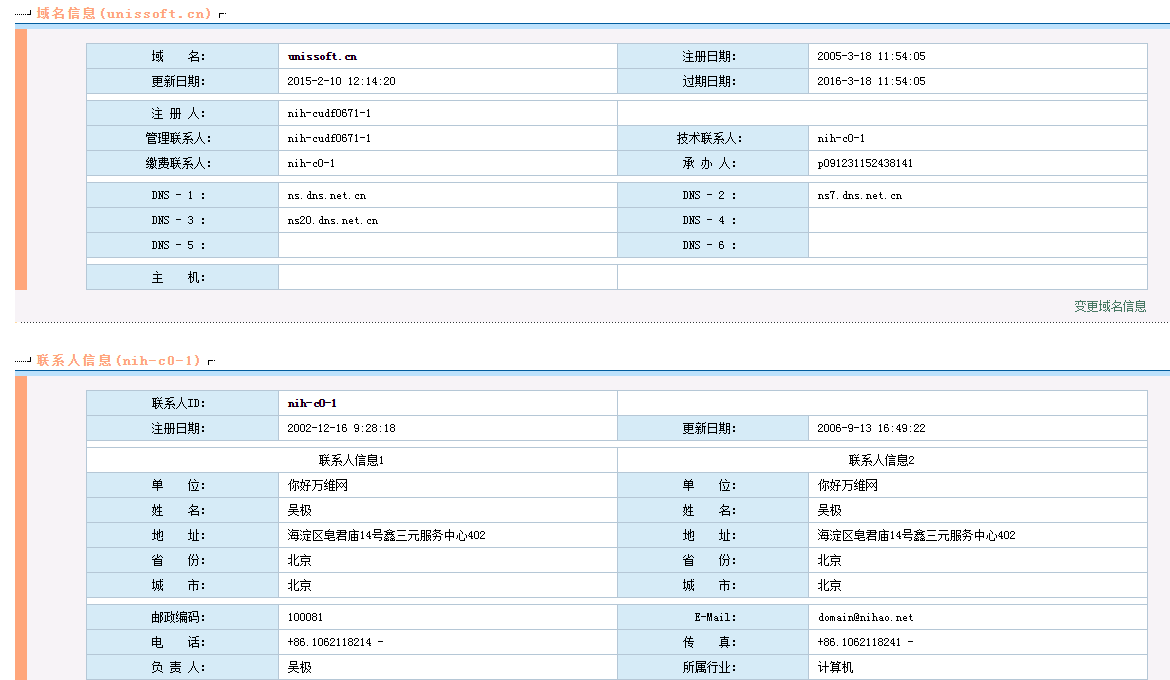 域名信息(unissoft.cn)
域 名: unissoft.cn 注册日期: 2005-3-18 11:54:05
更新日期: 2015-2-10 12:14:20 过期日期: 2016-3-18 11:54:05
注 册 人: nih-cudf0671-1
管理联系人: nih-cudf0671-1 技术联系人: nih-c0-1
缴费联系人: nih-c0-1 承 办 人: p091231152438141
DNS - 1 : ns.dns.net.cn DNS - 2 : ns7.dns.net.cn
DNS - 3 : ns20.dns.net.cn DNS - 4 :
DNS - 5 : DNS - 6 :
主 机:
变更域名信息
联系人信息(nih-c0-1)
联系人ID: nih-c0-1
注册日期: 2002-12-16 9:28:18 更新日期: 2006-9-13 16:49:22
联系人信息1 联系人信息2
单 位: 你好万维网 单 位: 你好万维网
姓 名: 吴极 姓 名: 吴极
地 址: 海淀区皂君庙14号鑫三元服务中心402 地 址: 海淀区皂君庙14号鑫三元服务中心402
省 份: 北京 省 份: 北京
城 市: 北京 城 市: 北京
邮政编码: 100081 E-Mail: domain@nihao.net
电 话: +86.1062118214 - 传 真: +86.1062118241 -
负 责 人: 吴极 所属行业: 计算机